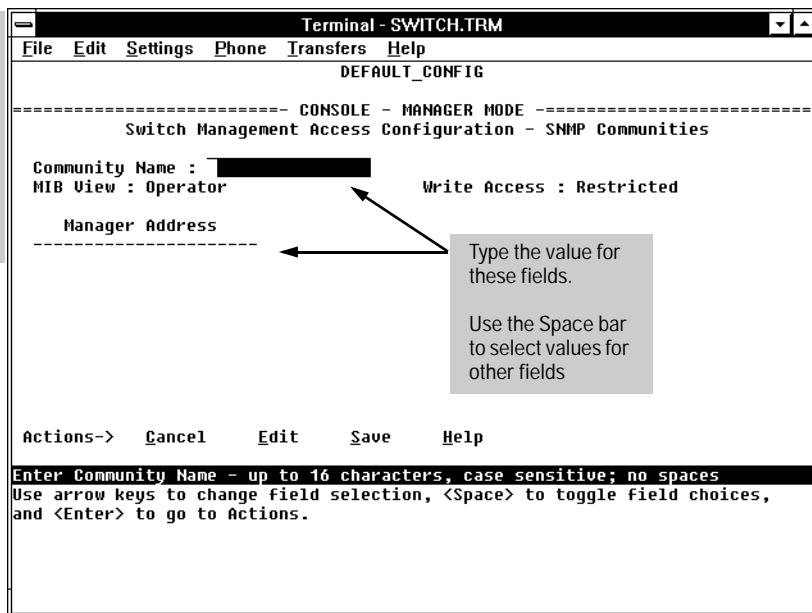 Terminal - SWITCH.TRM
File Edit Settings Phone Transfers Help
DEFAULT_CONFIG
===========================- CONSOLE - MANAGER MODE -===========================
Switch Management Access Configuration - SNMP Communities
Community Name :
MIB View : Operator Write Access : Restricted
Manager Address
----------------------
Type the value for
these fields.
Use the Space bar
to select values for
other fields
Actions-> Cancel Edit Save Help
Enter Community Name - up to 16 characters, case sensitive; no spaces
Use arrow keys to change field selection, <Space> to toggle field choices,
and <Enter> to go to Actions.